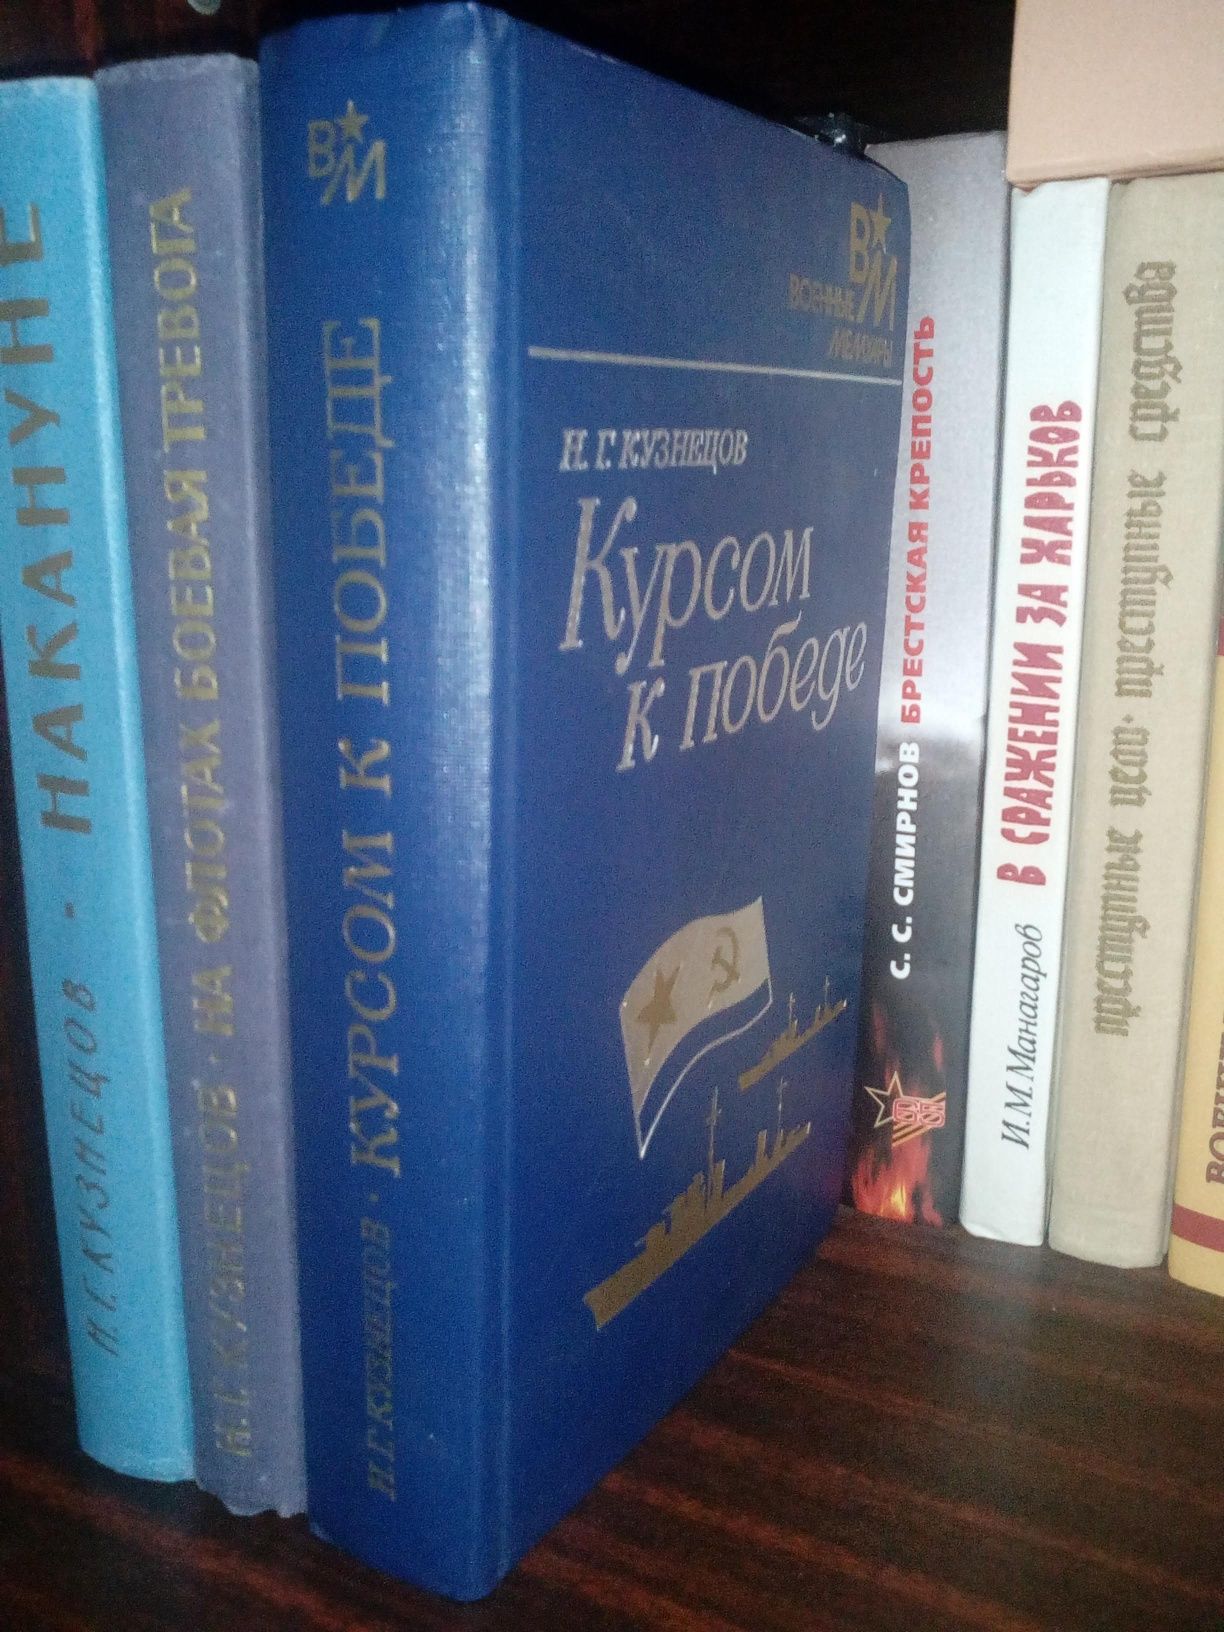 Н. Г. КУЗНЕЦОВ · НАКАНУНЕ
Н. Г. КУЗНЕЦОВ · НА ФЛОТАХ БОЕВАЯ ТРЕВОГА
ВМ
Н. Г. КУЗНЕЦОВ · КУРСОМ К ПОБЕДЕ
ВМ
ВОЕННЫЕ
МЕМУАРЫ
Н. Г. КУЗНЕЦОВ
Курсом
к победе
С. С. СМИРНОВ БРЕСТСКАЯ КРЕПОСТЬ
И. М. Манагаров В СРАЖЕНИИ ЗА ХАРЬКОВ
преступные цели · преступные средства